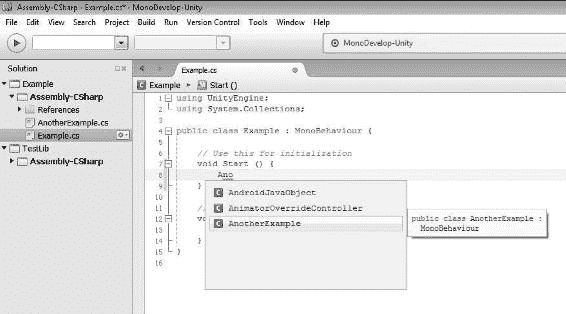 Assembly-CSharp - Example.cs* - MonoDevelop-Unity
File Edit View Search Project Build Run Version Control Tools Window Help
MonoDevelop-Unity
Solution
Example
Assembly-CSharp
References
AnotherExample.cs
Example.cs
TestLib
Assembly-CSharp
Example.cs
Example Start ()
1 using UnityEngine;
2 using System.Collections;
3
4 public class Example : MonoBehaviour {
5
6 // Use this for initialization
7 void Start () {
8 Ano
9 }
10
11 //
12 vo
13
14 }
15 }
16
AndroidJavaObject
AnimatorOverrideController
AnotherExample
public class AnotherExample :
MonoBehaviour